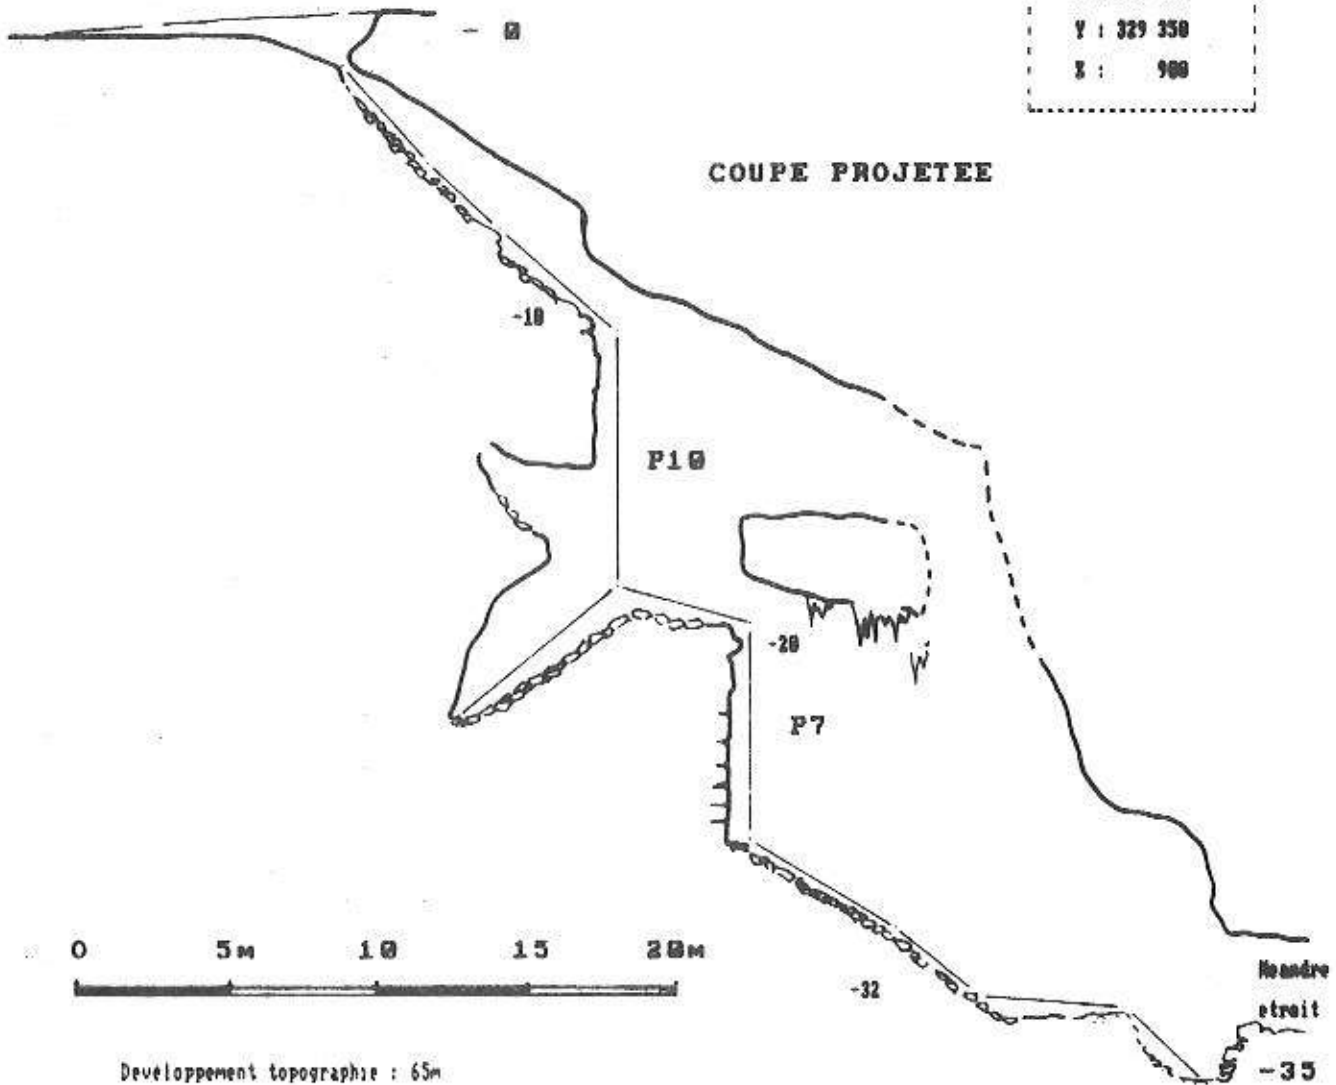 - 0
Y : 329 350
Z : 900
COUPE PROJETEE
-10
P10
-20
P7
0 5M 10 15 20M
-32
Meandre
etroit
-35
Developpement topographie : 65m